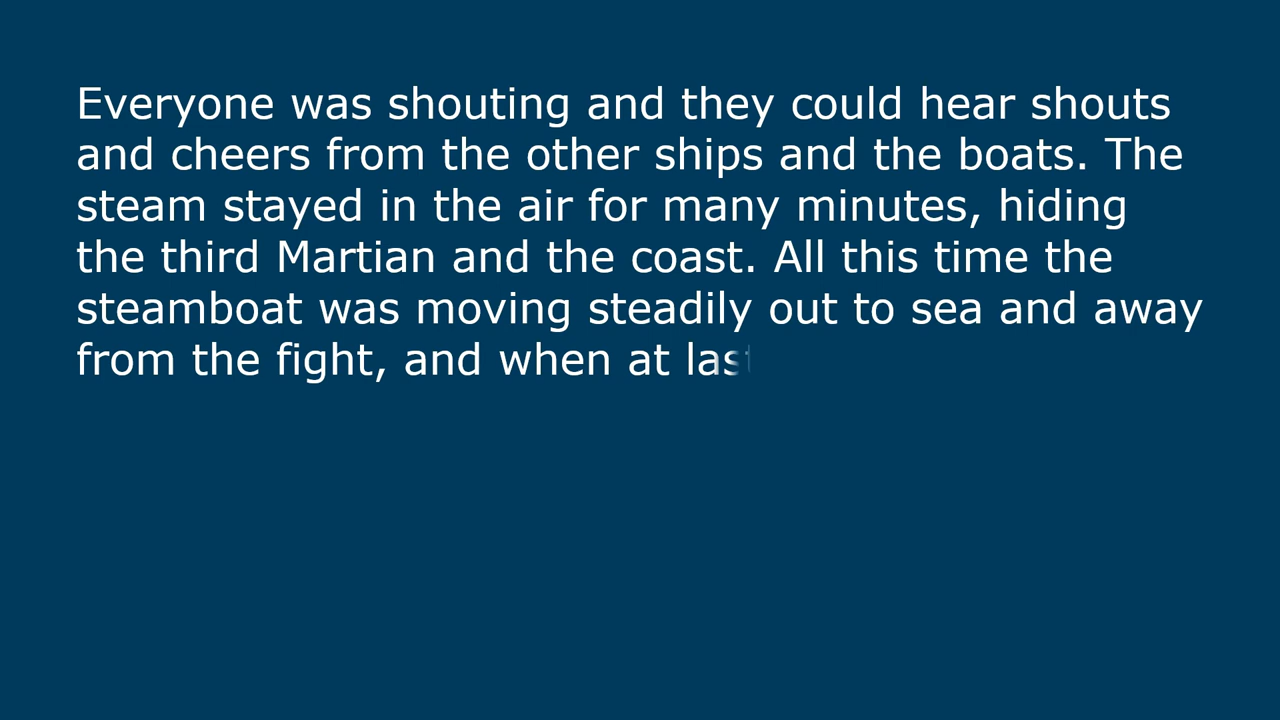 Everyone was shouting and they could hear shouts
and cheers from the other ships and the boats. The
steam stayed in the air for many minutes, hiding
the third Martian and the coast. All this time the
steamboat was moving steadily out to sea and away
from the fight, and when at last